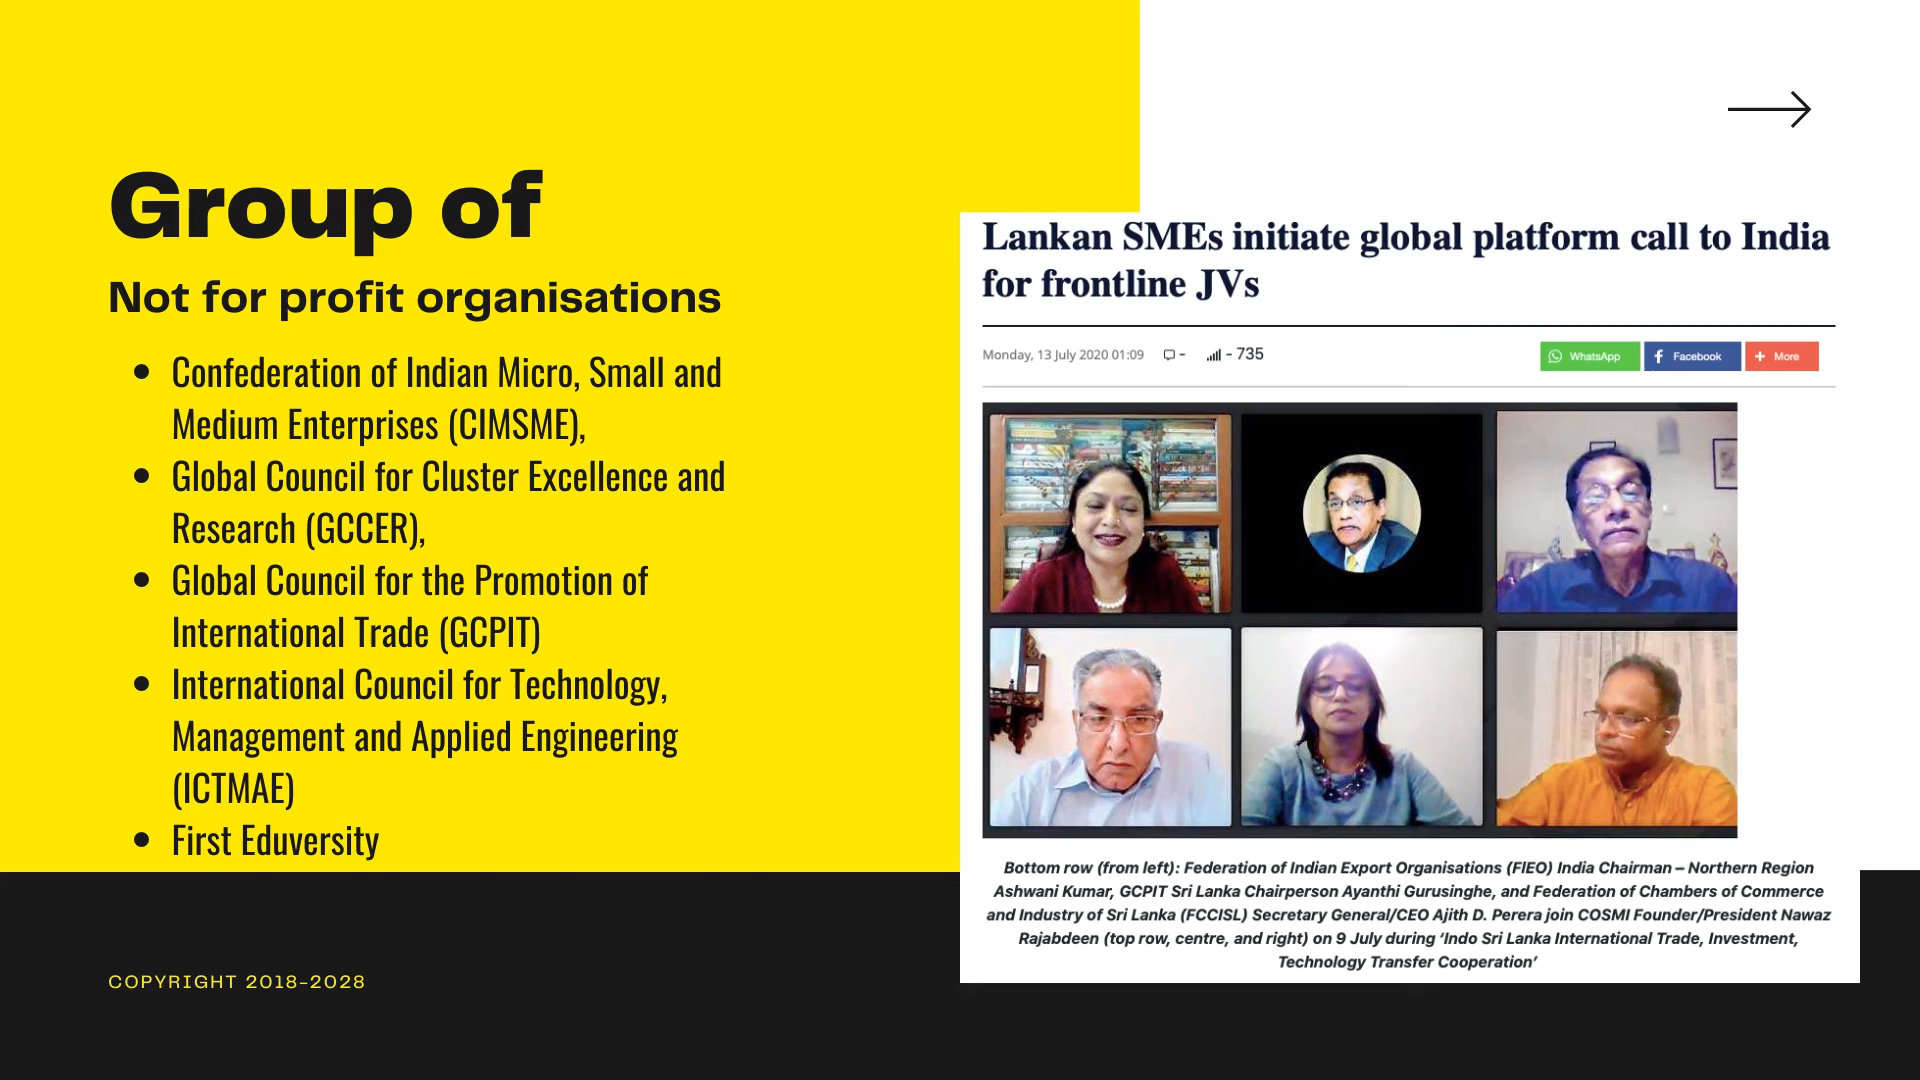 Group of
Not for profit organisations
Confederation of Indian Micro, Small and
Medium Enterprises (CIMSME),
Global Council for Cluster Excellence and
Research (GCCER),
Global Council for the Promotion of
International Trade (GCPIT)
International Council for Technology,
Management and Applied Engineering
(ICTMAE)
First Eduversity
COPYRIGHT 2018-2028
Lankan SMEs initiate global platform call to India
for frontline JVs
Monday, 13 July 2020 01:09 - - 735
WhatsApp Facebook + More
Bottom row (from left): Federation of Indian Export Organisations (FIEO) India Chairman – Northern Region
Ashwani Kumar, GCPIT Sri Lanka Chairperson Ayanthi Gurusinghe, and Federation of Chambers of Commerce
and Industry of Sri Lanka (FCCISL) Secretary General/CEO Ajith D. Perera join COSMI Founder/President Nawaz
Rajabdeen (top row, centre, and right) on 9 July during ‘Indo Sri Lanka International Trade, Investment,
Technology Transfer Cooperation’